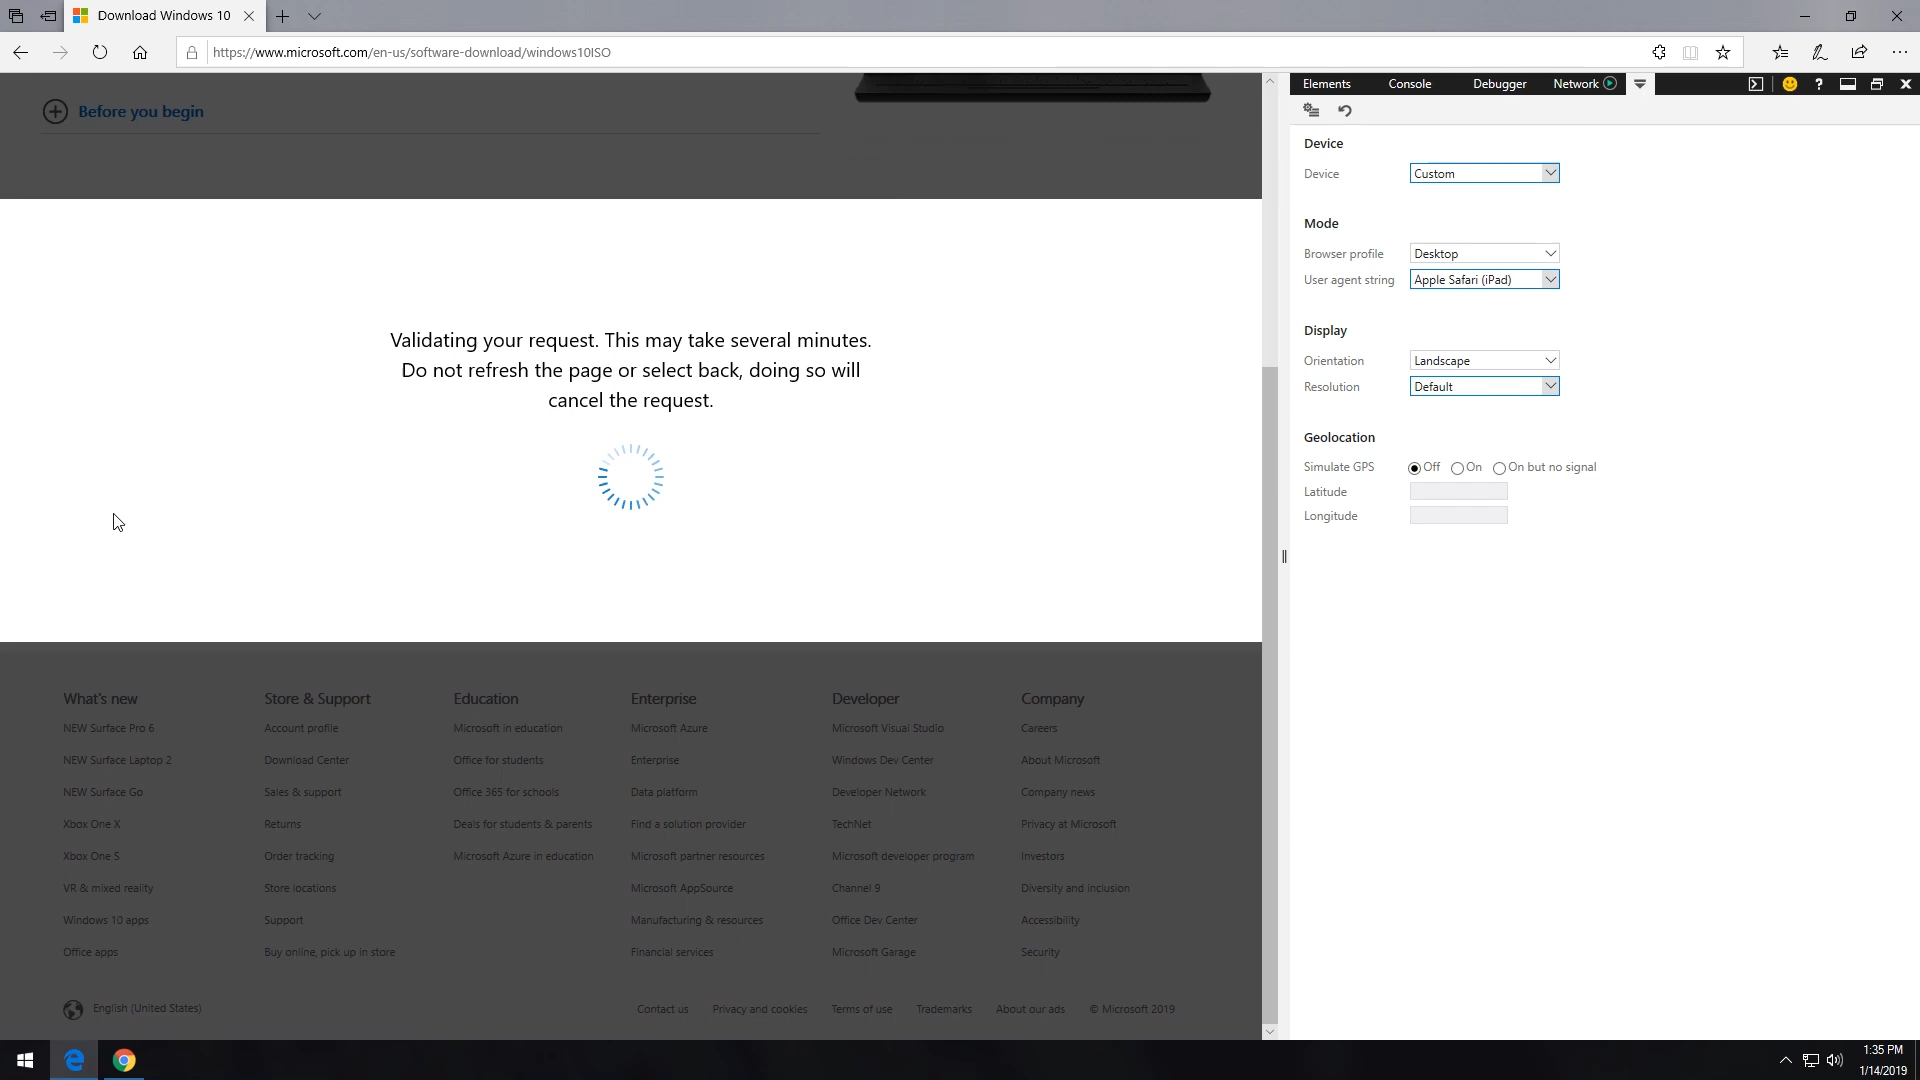 Download Windows 10
https://www.microsoft.com/en-us/software-download/windows10ISO
Before you begin
Validating your request. This may take several minutes.
Do not refresh the page or select back, doing so will
cancel the request.
What's new
NEW Surface Pro 6
NEW Surface Laptop 2
NEW Surface Go
Xbox One X
Xbox One S
VR & mixed reality
Windows 10 apps
Office apps
Store & Support
Account profile
Download Center
Sales & support
Returns
Order tracking
Store locations
Support
Buy online, pick up in store
Education
Microsoft in education
Office for students
Office 365 for schools
Deals for students & parents
Microsoft Azure in education
Enterprise
Microsoft Azure
Enterprise
Data platform
Find a solution provider
Microsoft partner resources
Microsoft AppSource
Manufacturing & resources
Financial services
Developer
Microsoft Visual Studio
Windows Dev Center
Developer Network
TechNet
Microsoft developer program
Channel 9
Office Dev Center
Microsoft Garage
Company
Careers
About Microsoft
Company news
Privacy at Microsoft
Investors
Diversity and inclusion
Accessibility
Security
English (United States)
Contact us Privacy and cookies Terms of use Trademarks About our ads © Microsoft 2019
Elements Console Debugger Network ?
Device
Device Custom
Mode
Browser profile Desktop
User agent string Apple Safari (iPad)
Display
Orientation Landscape
Resolution Default
Geolocation
Simulate GPS Off On On but no signal
Latitude
Longitude
1:35 PM
1/14/2019